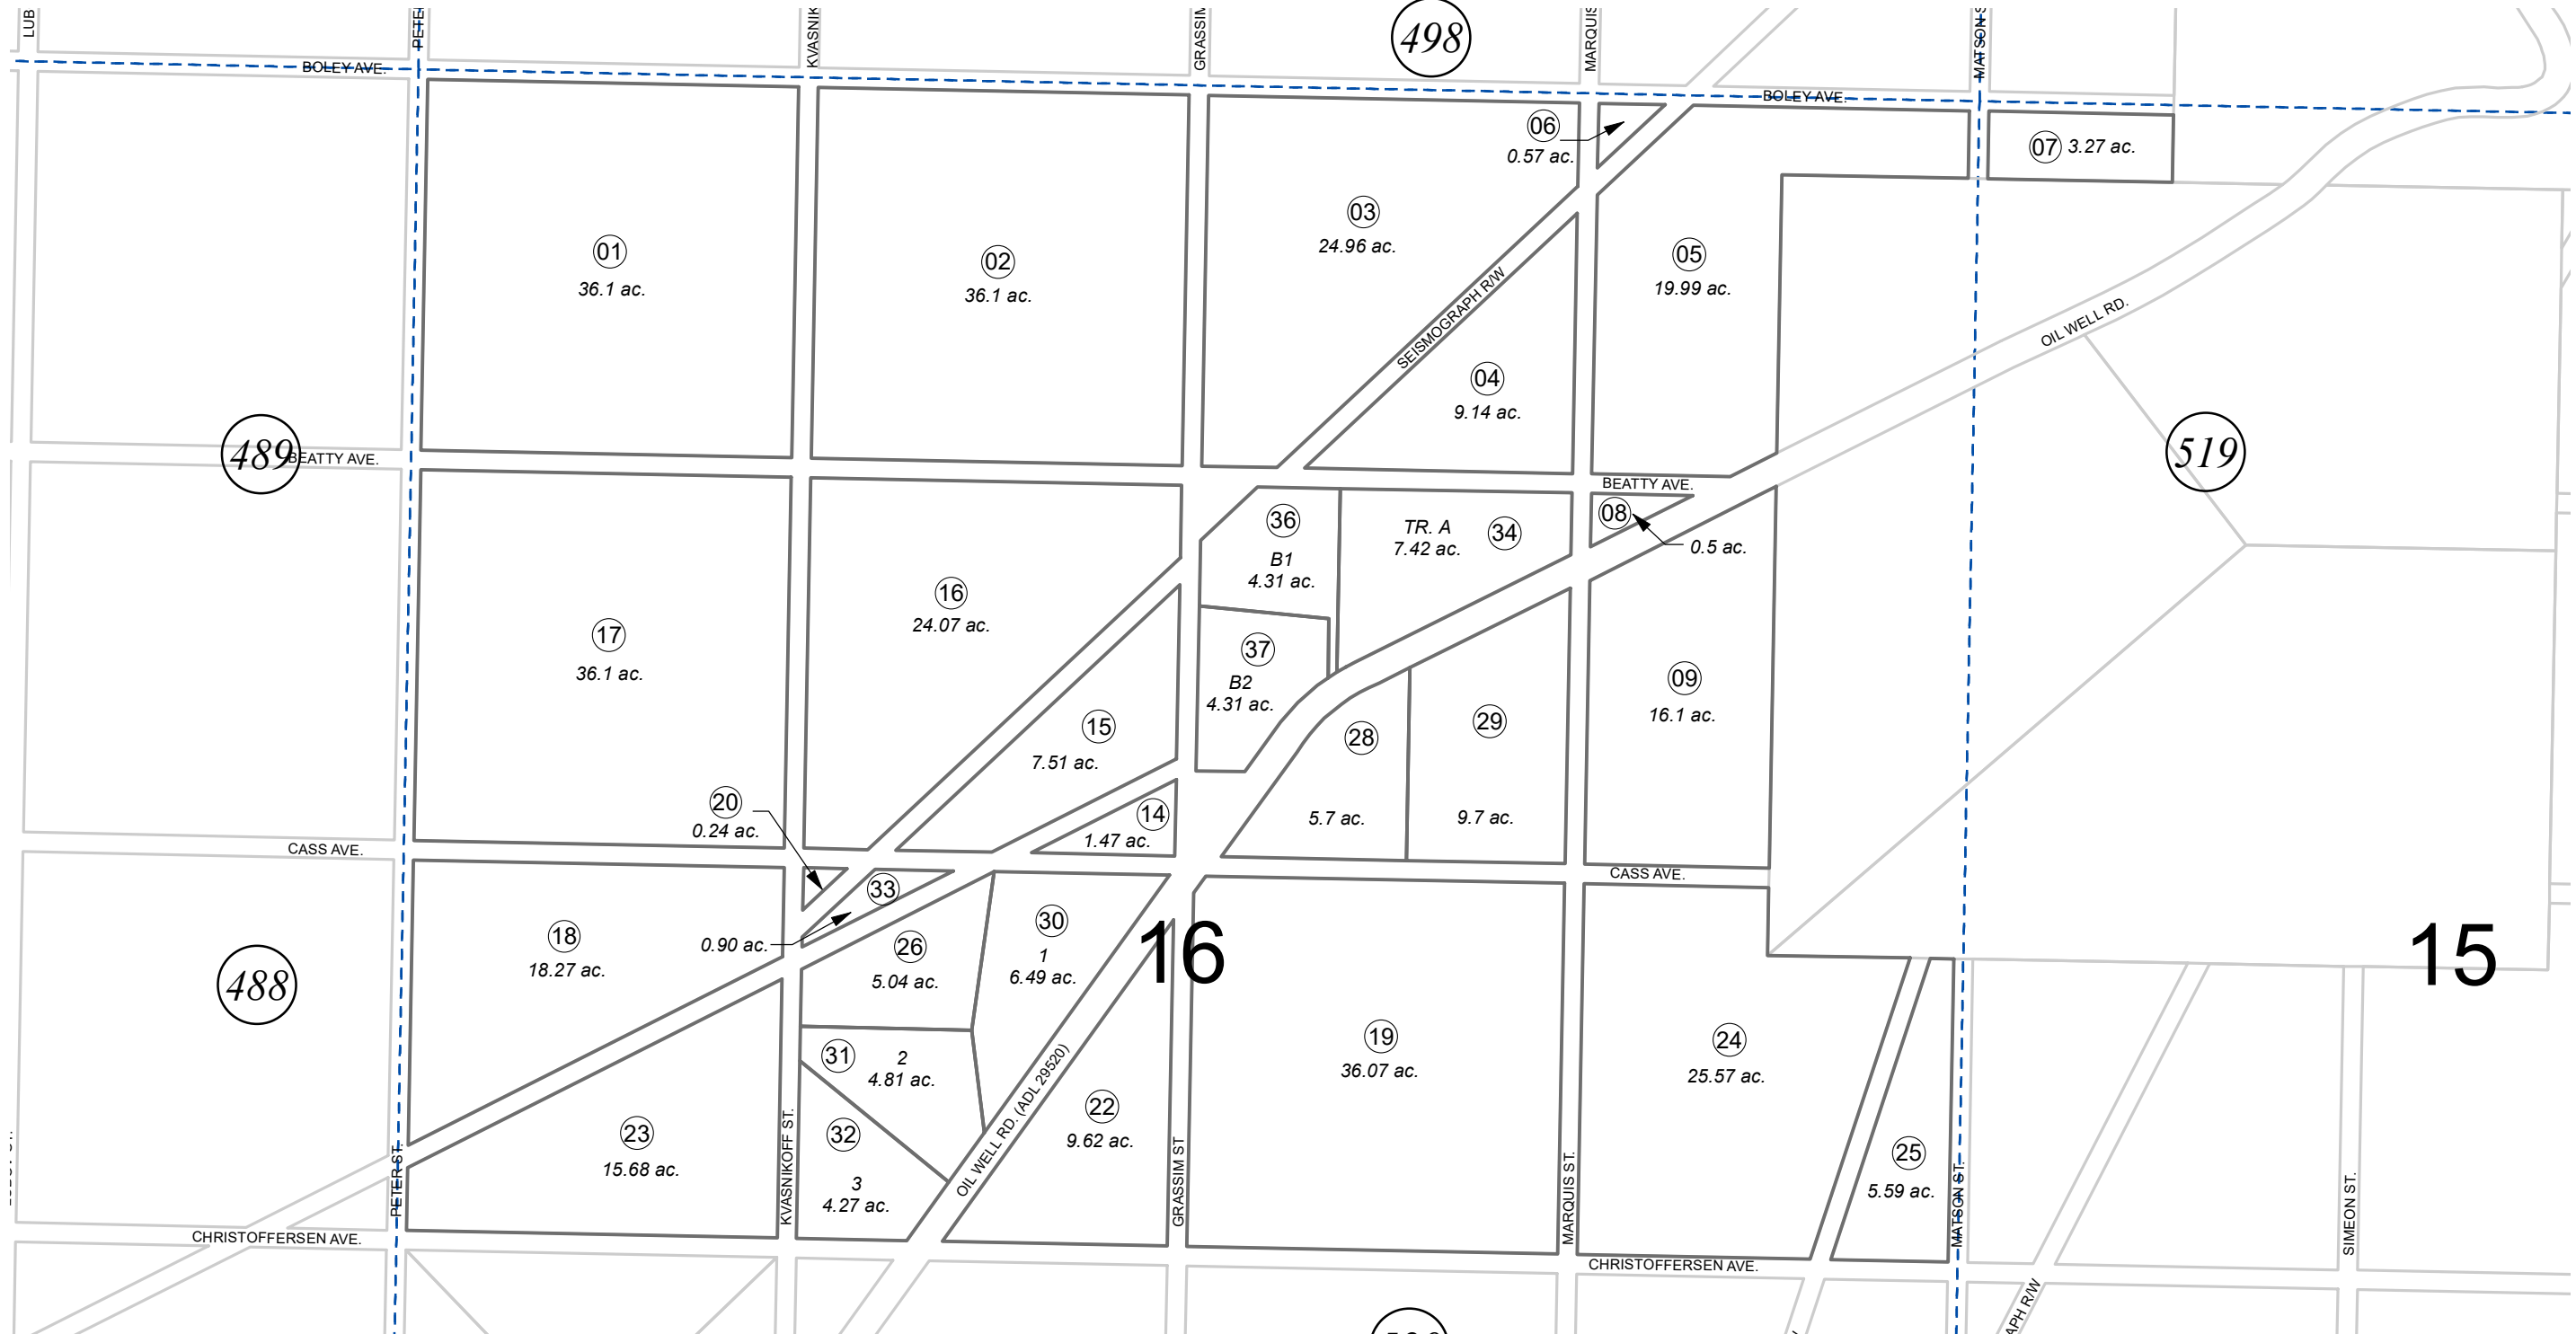 LUB
PETE
KVASNIK
GRASSIM
498
MARQUIS
MATSON S
BOLEY AVE.
BOLEY AVE.
06
0.57 ac.
07 3.27 ac.
03
24.96 ac.
01
36.1 ac.
02
36.1 ac.
05
19.99 ac.
SEISMOGRAPH R/W
OIL WELL RD.
04
9.14 ac.
489
BEATTY AVE.
519
BEATTY AVE.
36
B1
4.31 ac.
TR. A
7.42 ac.
34
08
0.5 ac.
16
24.07 ac.
17
36.1 ac.
37
B2
4.31 ac.
09
16.1 ac.
15
7.51 ac.
28
5.7 ac.
29
9.7 ac.
20
0.24 ac.
14
1.47 ac.
CASS AVE.
CASS AVE.
33
0.90 ac.
18
18.27 ac.
26
5.04 ac.
30
1
6.49 ac.
16
15
488
19
36.07 ac.
24
25.57 ac.
31
2
4.81 ac.
OIL WELL RD. (ADL 29520)
22
9.62 ac.
23
15.68 ac.
32
3
4.27 ac.
25
5.59 ac.
PETER ST.
KVASNIKOFF ST.
GRASSIM ST
MARQUIS ST.
MATSON ST.
SIMEON ST.
CHRISTOFFERSEN AVE.
CHRISTOFFERSEN AVE.
APH R/W